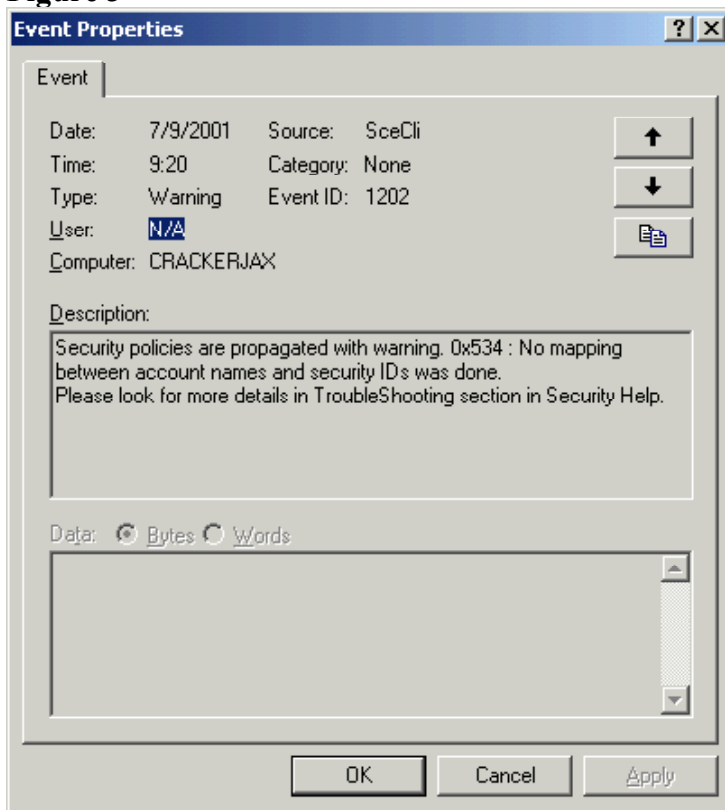 Event Properties
Event
Date: 7/9/2001 Source: SceCli
Time: 9:20 Category: None
Type: Warning Event ID: 1202
User: N/A
Computer: CRACKERJAX
Description:
Security policies are propagated with warning. 0x534 : No mapping
between account names and security IDs was done.
Please look for more details in TroubleShooting section in Security Help.
Data: Bytes Words
OK Cancel Apply